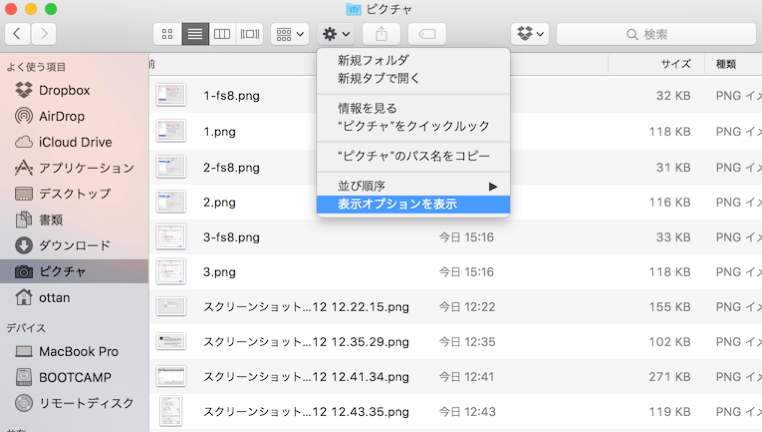 ピクチャ
検索
よく使う項目
Dropbox
AirDrop
iCloud Drive
アプリケーション
デスクトップ
書類
ダウンロード
ピクチャ
ottan
デバイス
MacBook Pro
BOOTCAMP
リモートディスク
前 サイズ 種類
1-fs8.png 32 KB PNG イメ
1.png 118 KB PNG イメ
2-fs8.png 31 KB PNG イメ
2.png 116 KB PNG イメ
3-fs8.png 今日 15:16 33 KB PNG イメ
3.png 今日 15:16 118 KB PNG イメ
スクリーンショット...12 12.22.15.png 今日 12:22 155 KB PNG イメ
スクリーンショット...12 12.35.29.png 今日 12:35 102 KB PNG イメ
スクリーンショット...12 12.41.34.png 今日 12:41 271 KB PNG イメ
スクリーンショット...12 12.43.35.png 今日 12:43 119 KB PNG イメ
新規フォルダ
新規タブで開く
情報を見る
“ピクチャ”をクイックルック
“ピクチャ”のパス名をコピー
並び順序
表示オプションを表示